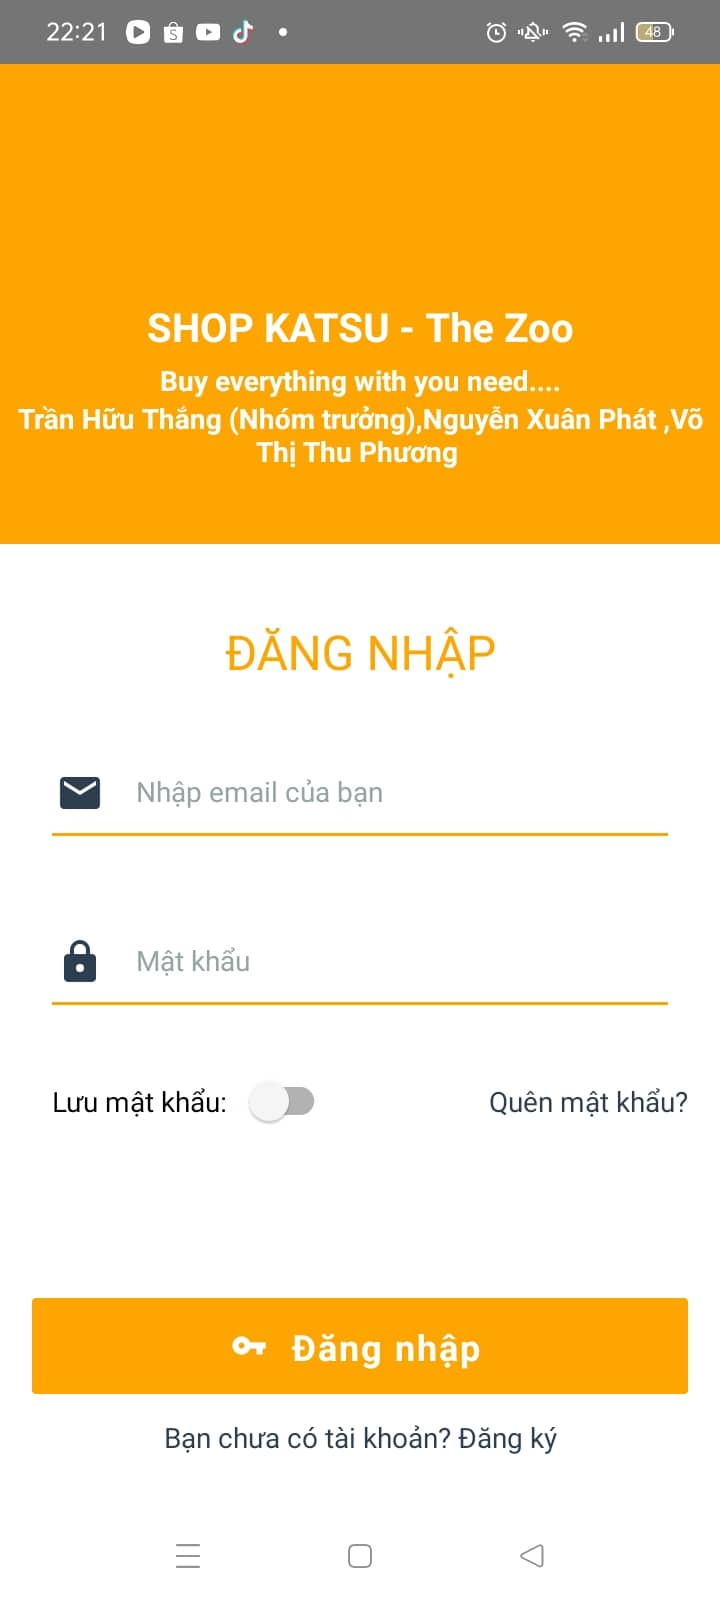 22:21
48
SHOP KATSU - The Zoo
Buy everything with you need....
Trần Hữu Thắng (Nhóm trưởng),Nguyễn Xuân Phát ,Võ
Thị Thu Phương
ĐĂNG NHẬP
Nhập email của bạn
Mật khẩu
Lưu mật khẩu:
Quên mật khẩu?
Đăng nhập
Bạn chưa có tài khoản? Đăng ký